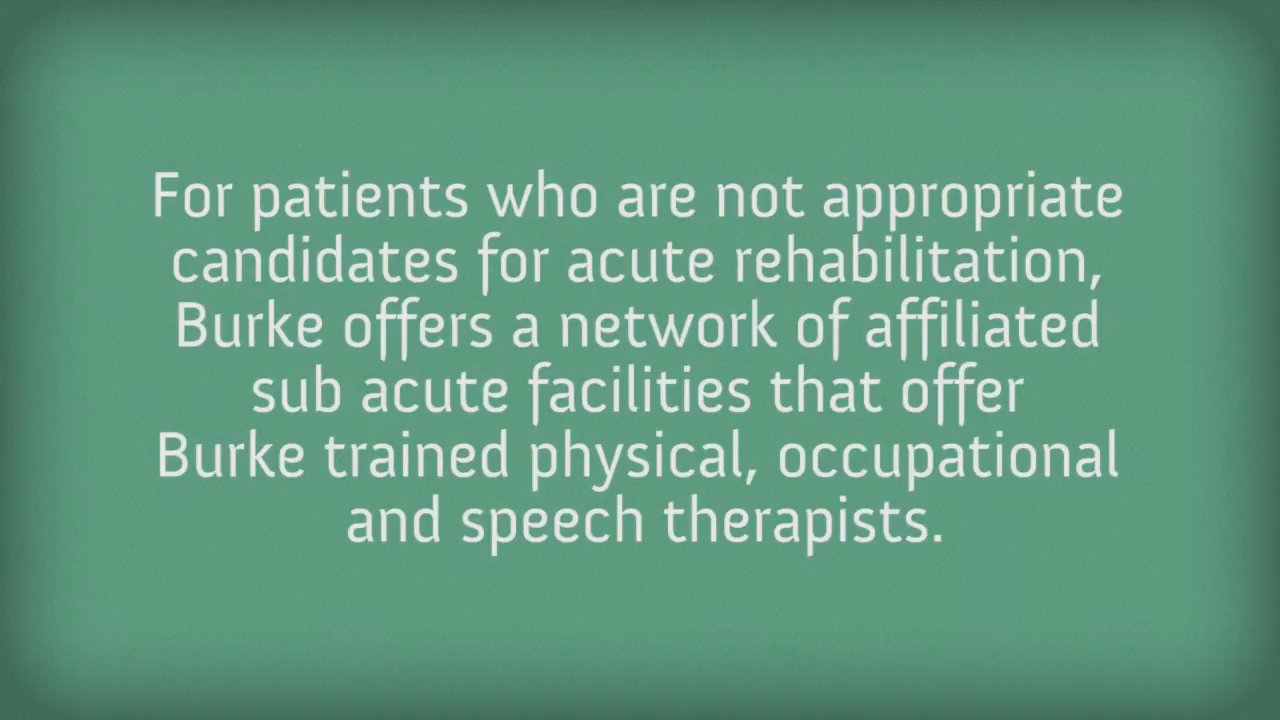 For patients who are not appropriate
candidates for acute rehabilitation,
Burke offers a network of affiliated
sub acute facilities that offer
Burke trained physical, occupational
and speech therapists.